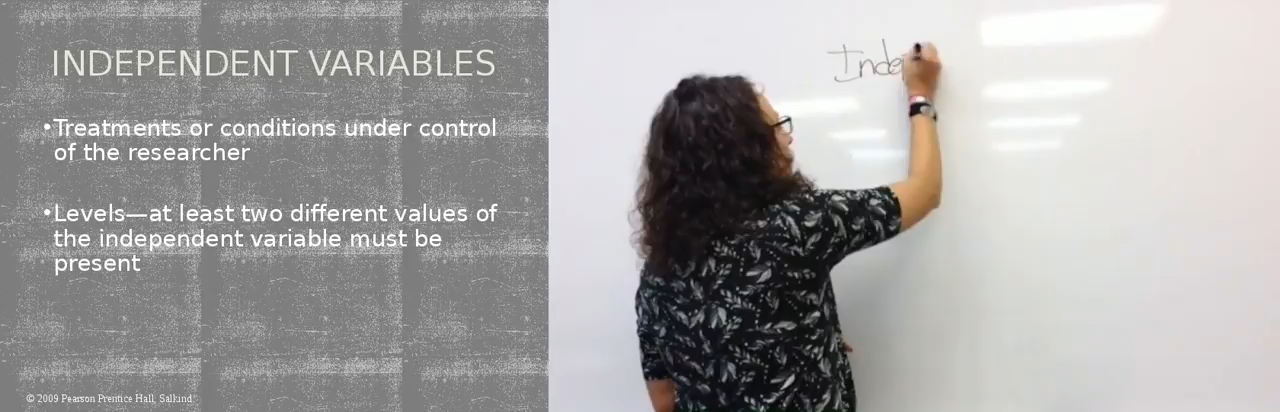 INDEPENDENT VARIABLES
•Treatments or conditions under control
of the researcher
•Levels—at least two different values of
the independent variable must be
present
© 2009 Pearson Prentice Hall, Salkind
Inde